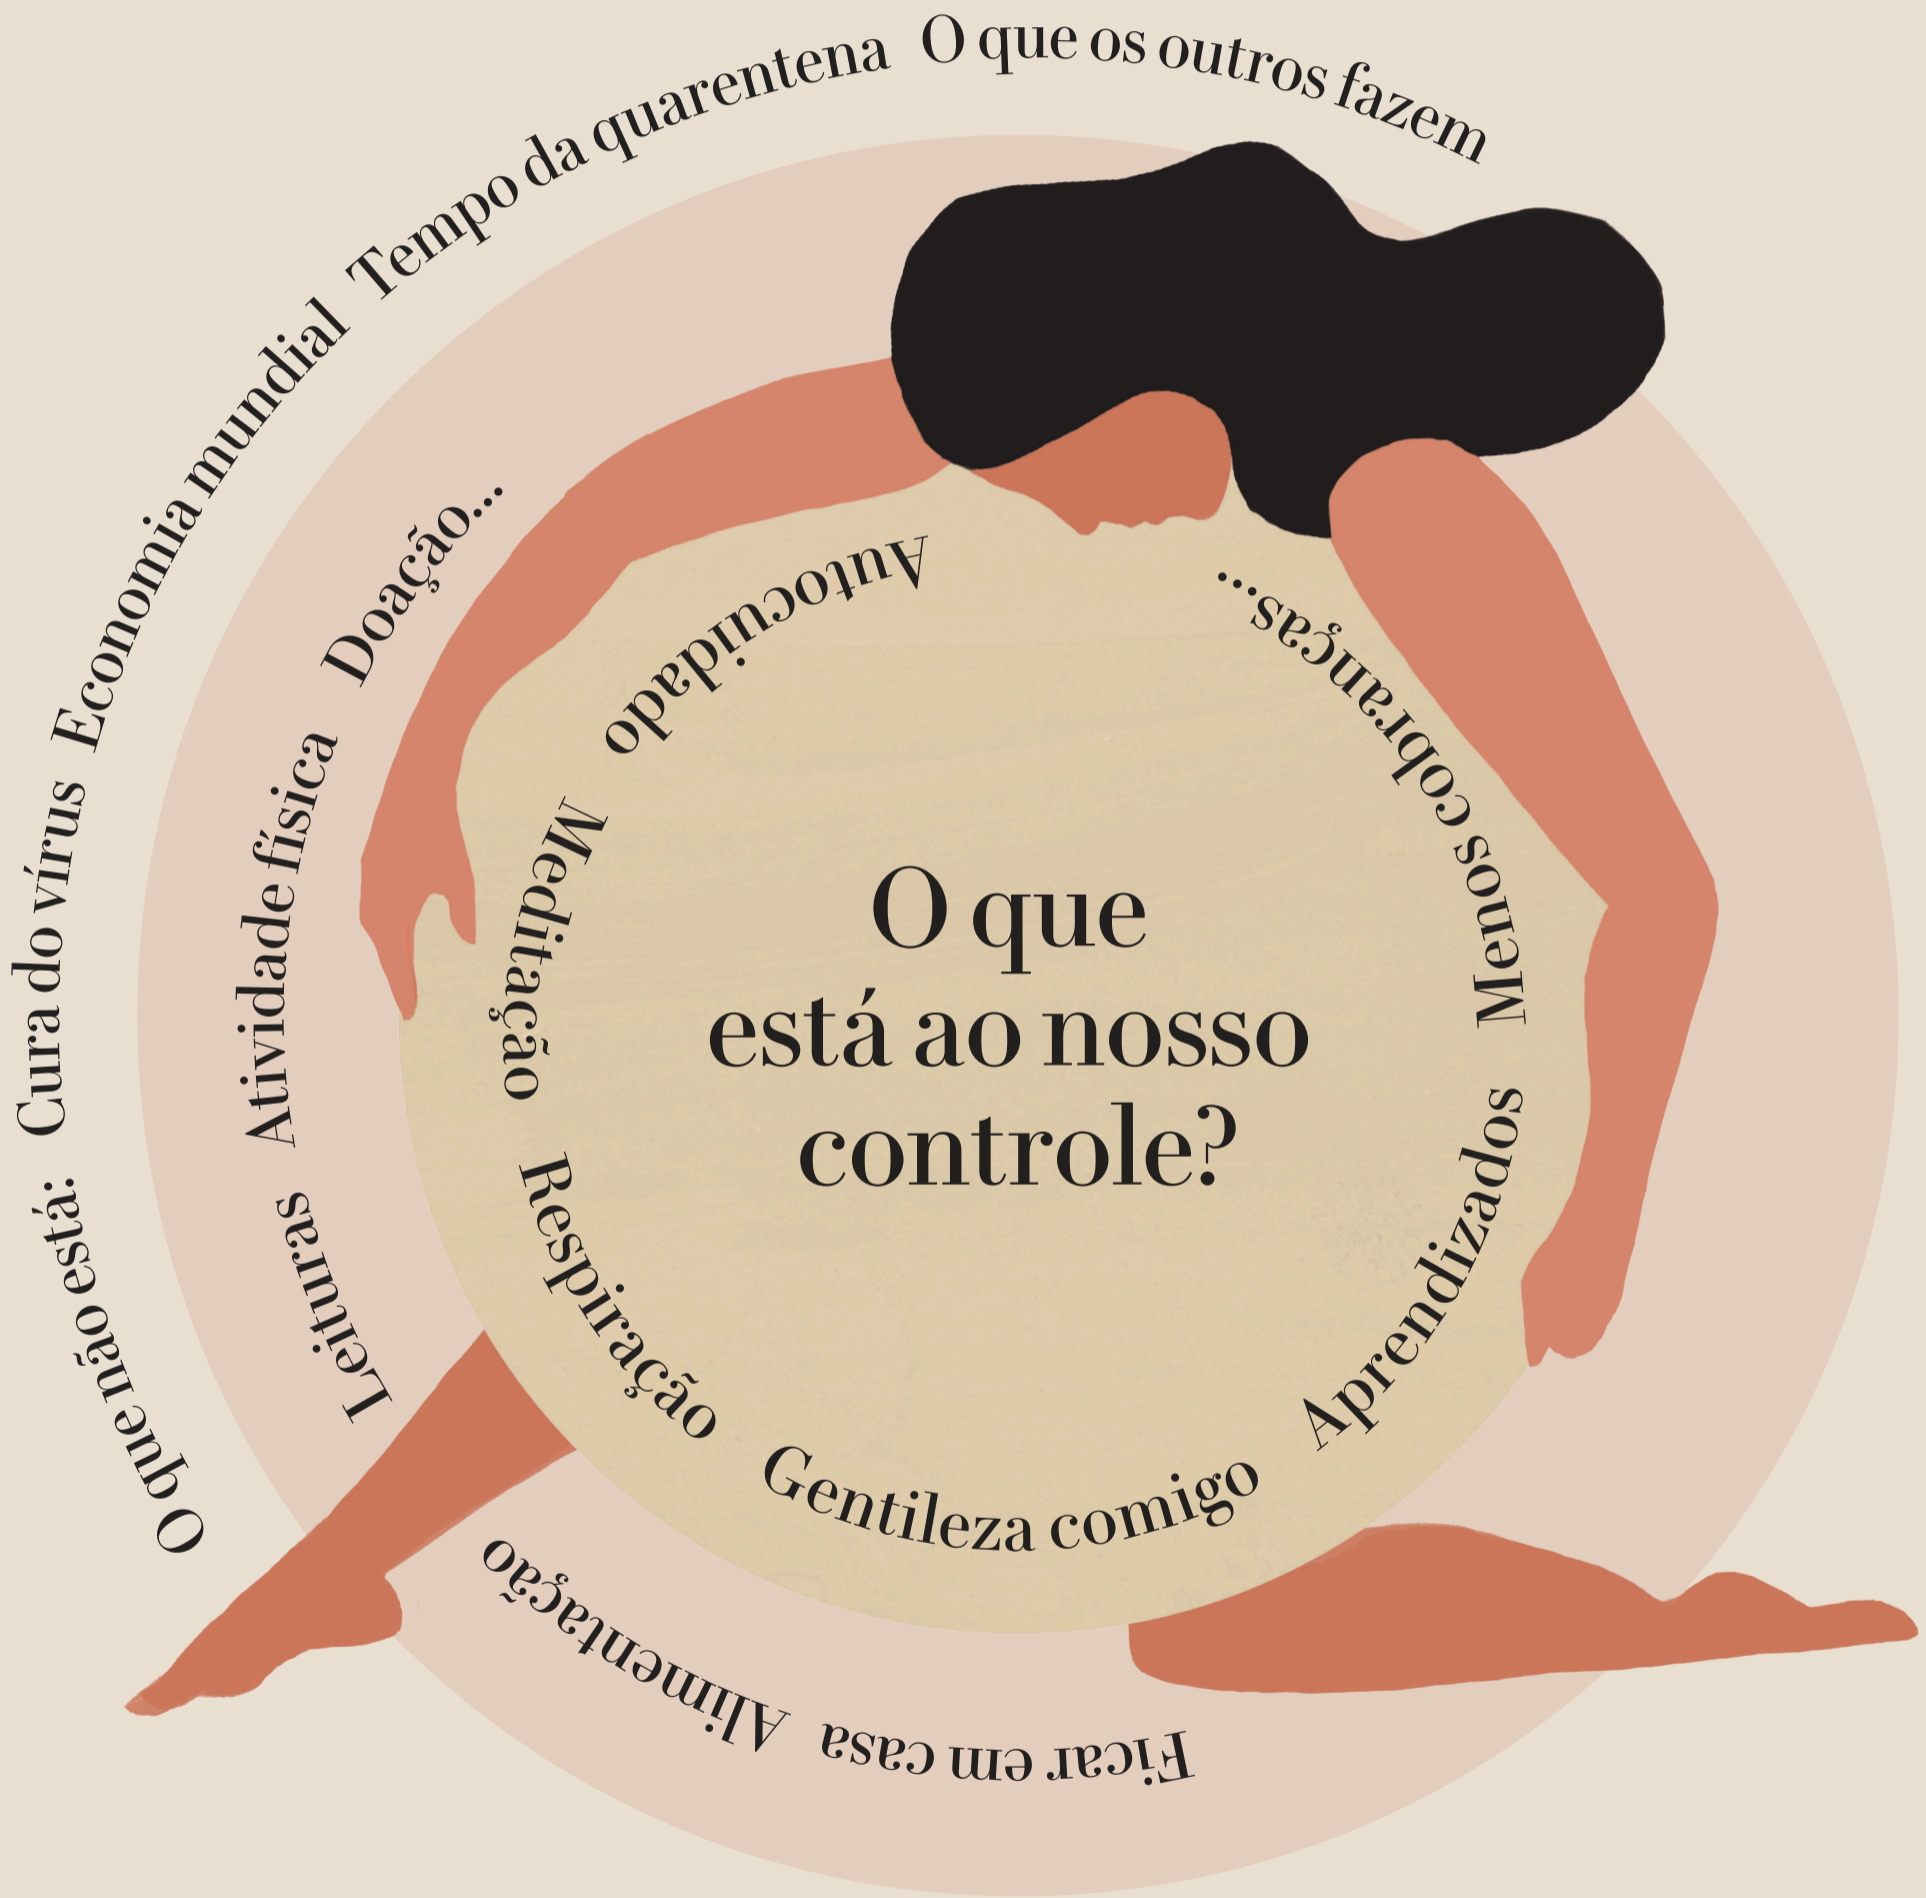 O que
está ao nosso
controle?
Autocuidado
Meditação
Respiração
Gentileza comigo
Aprendizados
Menos cobranças...
Ficar em casa
Alimentação
Leituras
Atividade física
Doação...
O que não está:
Cura do vírus
Economia mundial
Tempo da quarentena
O que os outros fazem